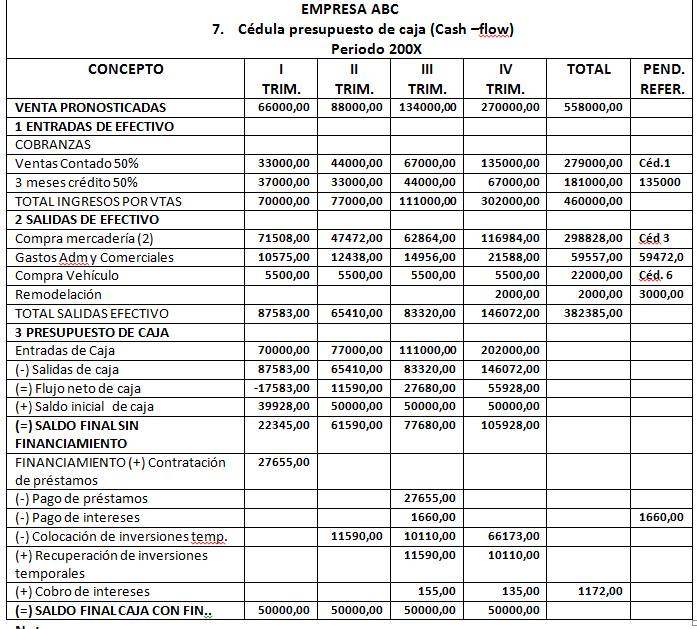 EMPRESA ABC
7. Cédula presupuesto de caja (Cash –flow)
Periodo 200X
CONCEPTO I TRIM. II TRIM. III TRIM. IV TRIM. TOTAL PEND. REFER.
VENTA PRONOSTICADAS 66000,00 88000,00 134000,00 270000,00 558000,00
1 ENTRADAS DE EFECTIVO
COBRANZAS
Ventas Contado 50% 33000,00 44000,00 67000,00 135000,00 279000,00 Céd.1
3 meses crédito 50% 37000,00 33000,00 44000,00 67000,00 181000,00 135000
TOTAL INGRESOS POR VTAS 70000,00 77000,00 111000,00 302000,00 460000,00
2 SALIDAS DE EFECTIVO
Compra mercadería (2) 71508,00 47472,00 62864,00 116984,00 298828,00 Céd 3
Gastos Adm y Comerciales 10575,00 12438,00 14956,00 21588,00 59557,00 59472,0
Compra Vehículo 5500,00 5500,00 5500,00 5500,00 22000,00 Céd. 6
Remodelación 2000,00 2000,00 3000,00
TOTAL SALIDAS EFECTIVO 87583,00 65410,00 83320,00 146072,00 382385,00
3 PRESUPUESTO DE CAJA
Entradas de Caja 70000,00 77000,00 111000,00 202000,00
(-) Salidas de caja 87583,00 65410,00 83320,00 146072,00
(=) Flujo neto de caja -17583,00 11590,00 27680,00 55928,00
(+) Saldo inicial de caja 39928,00 50000,00 50000,00 50000,00
(=) SALDO FINAL SIN FINANCIAMIENTO 22345,00 61590,00 77680,00 105928,00
FINANCIAMIENTO (+) Contratación de préstamos 27655,00
(-) Pago de préstamos 27655,00
(-) Pago de intereses 1660,00 1660,00
(-) Colocación de inversiones temp. 11590,00 10110,00 66173,00
(+) Recuperación de inversiones temporales 11590,00 10110,00
(+) Cobro de intereses 155,00 135,00 1172,00
(=) SALDO FINAL CAJA CON FIN.. 50000,00 50000,00 50000,00 50000,00